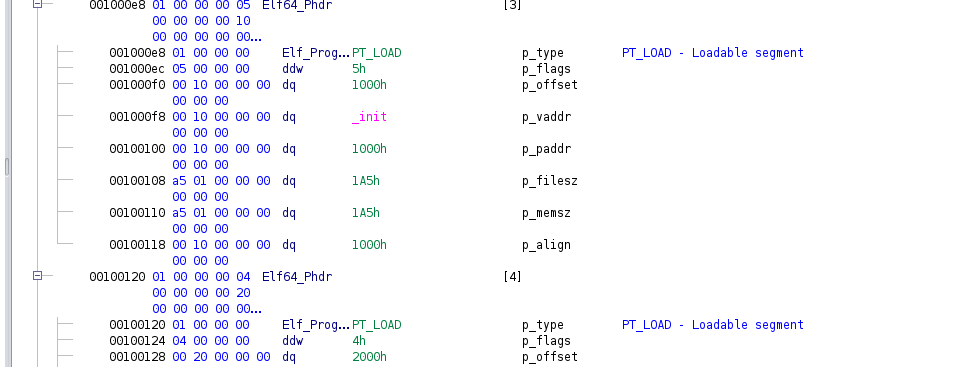 001000e8 01 00 00 00 05 Elf64_Phdr [3]
00 00 00 00 10
00 00 00 00 00...
001000e8 01 00 00 00 Elf_Prog...PT_LOAD p_type PT_LOAD - Loadable segment
001000ec 05 00 00 00 ddw 5h p_flags
001000f0 00 10 00 00 00 dq 1000h p_offset
00 00 00
001000f8 00 10 00 00 00 dq _init p_vaddr
00 00 00
00100100 00 10 00 00 00 dq 1000h p_paddr
00 00 00
00100108 a5 01 00 00 00 dq 1A5h p_filesz
00 00 00
00100110 a5 01 00 00 00 dq 1A5h p_memsz
00 00 00
00100118 00 10 00 00 00 dq 1000h p_align
00 00 00
00100120 01 00 00 00 04 Elf64_Phdr [4]
00 00 00 00 20
00 00 00 00 00...
00100120 01 00 00 00 Elf_Prog...PT_LOAD p_type PT_LOAD - Loadable segment
00100124 04 00 00 00 ddw 4h p_flags
00100128 00 20 00 00 00 dq 2000h p_offset